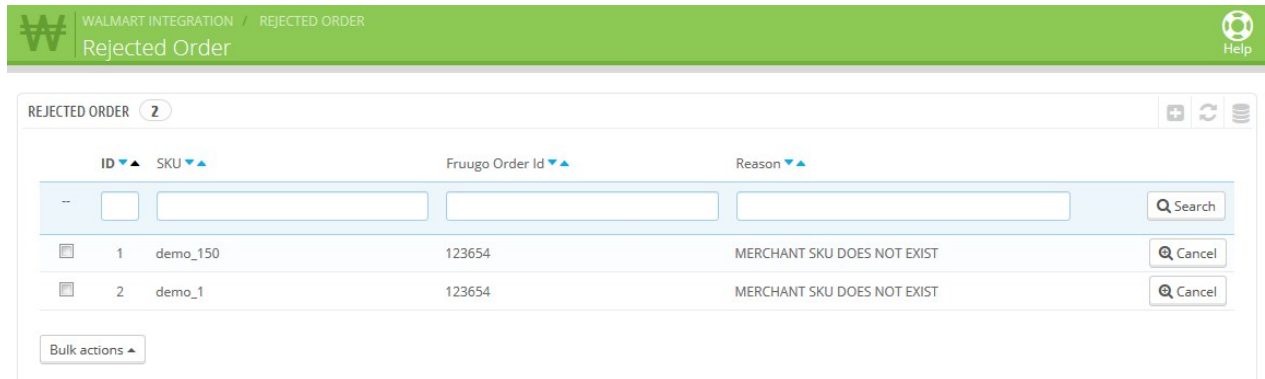 WALMART INTEGRATION / REJECTED ORDER
Rejected Order
Help
REJECTED ORDER 2
ID SKU Fruugo Order Id Reason
-- Search
1 demo_150 123654 MERCHANT SKU DOES NOT EXIST Cancel
2 demo_1 123654 MERCHANT SKU DOES NOT EXIST Cancel
Bulk actions